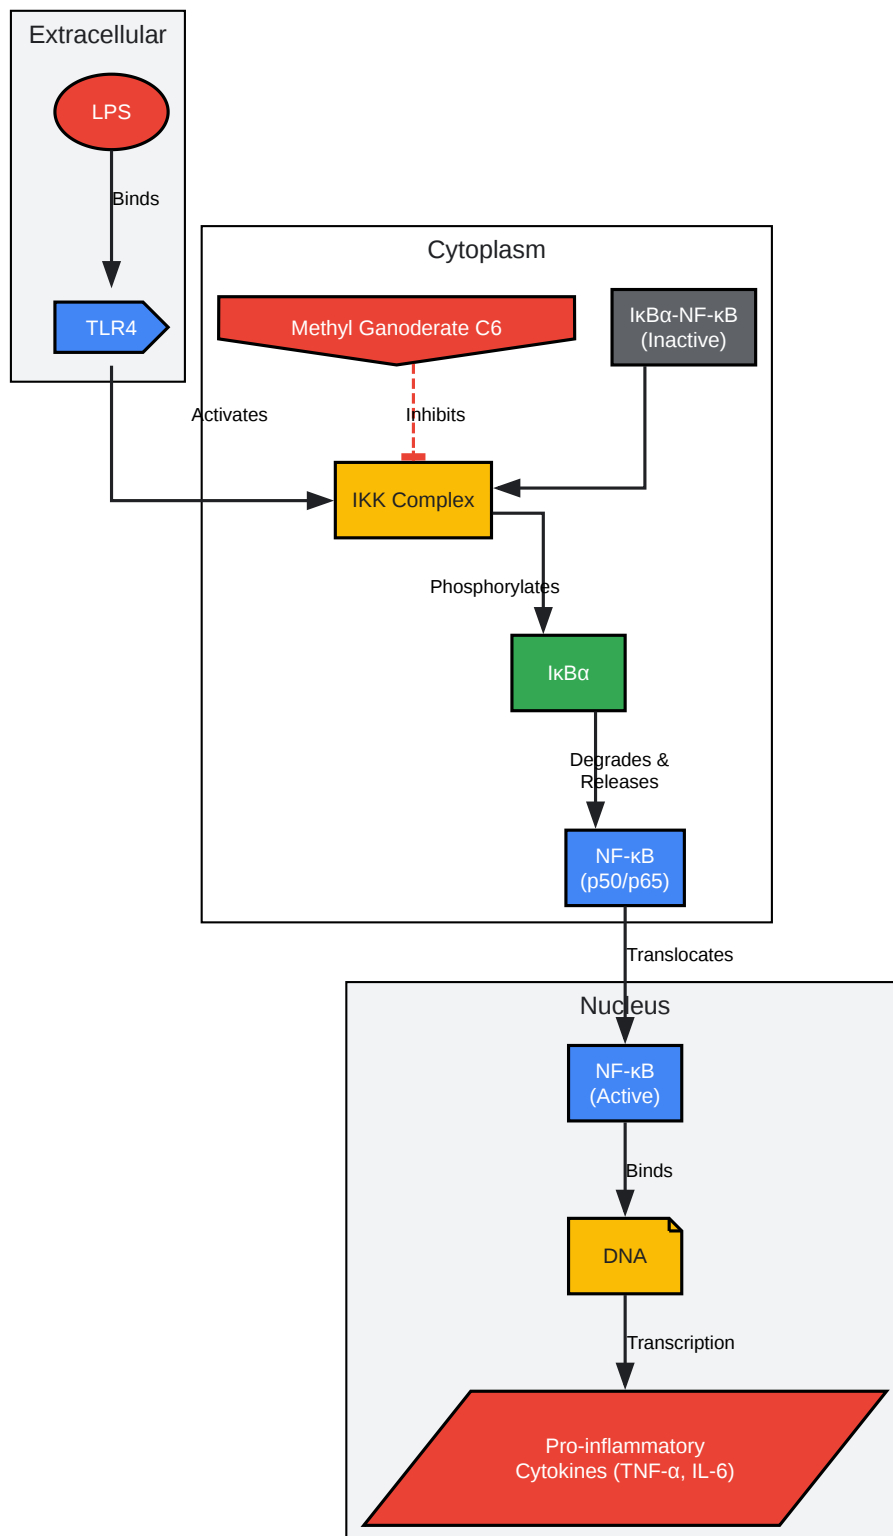 Extracellular
LPS
Binds
TLR4
Activates
Cytoplasm
Methyl Ganoderate C6
IκBα-NF-κB
(Inactive)
Inhibits
IKK Complex
Phosphorylates
IκBα
Degrades &
Releases
NF-κB
(p50/p65)
Translocates
Nucleus
NF-κB
(Active)
Binds
DNA
Transcription
Pro-inflammatory
Cytokines (TNF-α, IL-6)